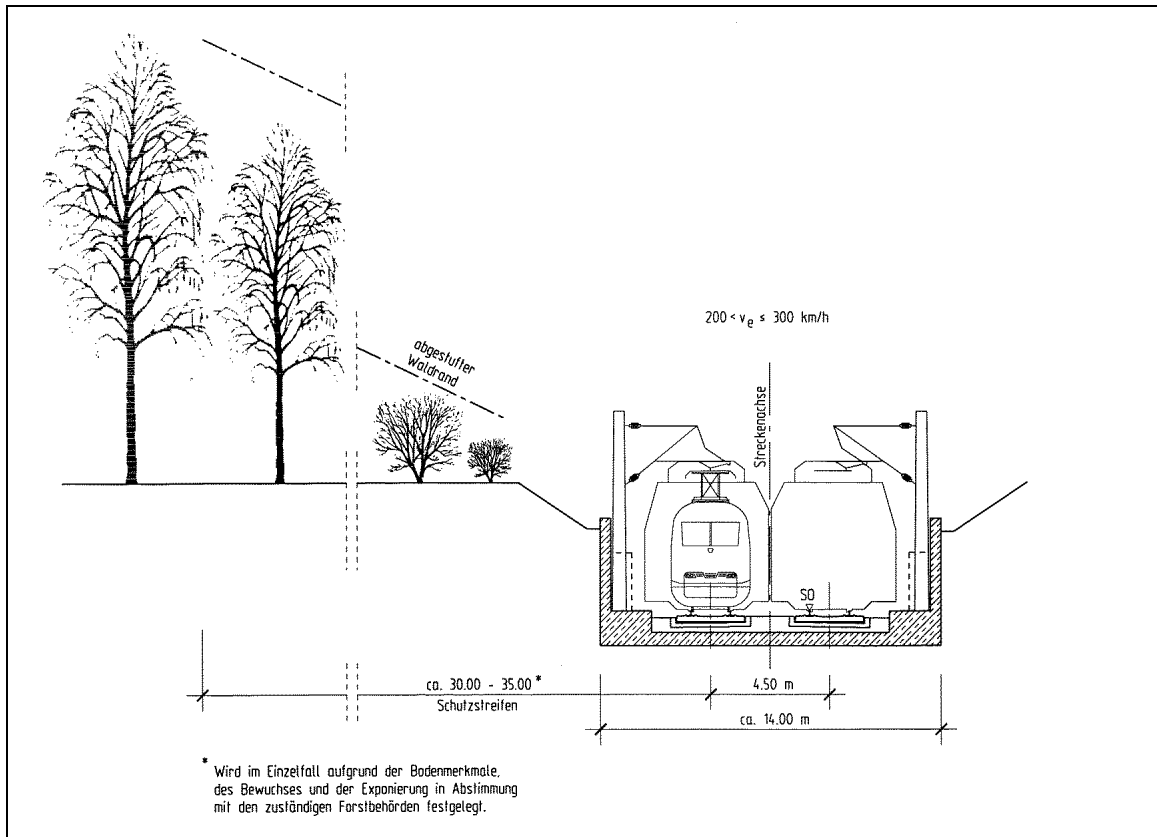 200 < ve ≤ 300 km/h
abgestufter
Waldrand
Streckenachse
SO
ca. 30.00 - 35.00 *
Schutzstreifen
4.50 m
ca. 14.00 m
* Wird im Einzelfall aufgrund der Bodenmerkmale,
des Bewuchses und der Exponierung in Abstimmung
mit den zuständigen Forstbehörden festgelegt.